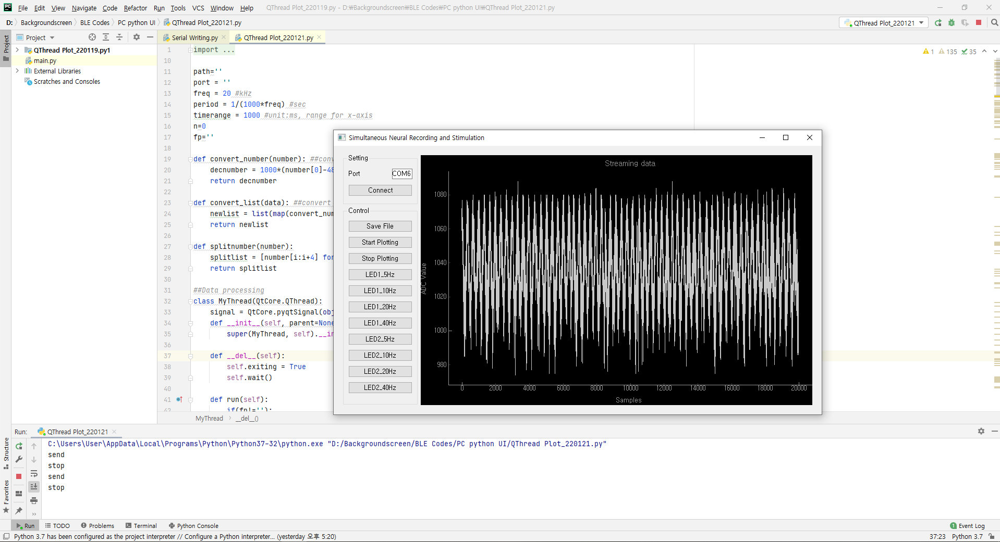 File Edit View Navigate Code Refactor Run Tools VCS Window Help QThread Plot_220119.py - D:₩Backgroundscreen₩BLE Codes₩PC python UI₩QThread Plot_220121.py
D: Backgroundscreen BLE Codes PC python UI QThread Plot_220121.py
QThread Plot_220121
Project
Project
Serial Writing.py
QThread Plot_220121.py
QThread Plot_220119.py1
main.py
External Libraries
Scratches and Consoles
1 135 35
1 import ...
10
11 path=''
12 port = ''
13 freq = 20 #kHz
14 period = 1/(1000*freq) #sec
15 timerange = 1000 #unit:ms, range for x-axis
16 n=0
17 fp=''
18
19 def convert_number(number): ##conv
20 decnumber = 1000*(number[0]-48
21 return decnumber
22
23 def convert_list(data): ##convert
24 newlist = list(map(convert_num
25 return newlist
26
27 def splitnumber(number):
28 splitlist = [number[i:i+4] for
29 return splitlist
30
31 ##Data processing
32 class MyThread(QtCore.QThread):
33 signal = QtCore.pyqtSignal(obj
34 def __init__(self, parent=None
35 super(MyThread, self).__in
36
37 def __del__(self):
38 self.exiting = True
39 self.wait()
40
41 def run(self):
42 if(fp!=''):
MyThread __del__()
Simultaneous Neural Recording and Stimulation
Setting
Port COM6
Connect
Control
Save File
Start Plotting
Stop Plotting
LED1_5Hz
LED1_10Hz
LED1_20Hz
LED1_40Hz
LED2_5Hz
LED2_10Hz
LED2_20Hz
LED2_40Hz
Streaming data
ADC Value
1080
1060
1040
1020
1000
980
0 2000 4000 6000 8000 10000 12000 14000 16000 18000 20000
Samples
Run: QThread Plot_220121
Structure
Favorites
C:\Users\User\AppData\Local\Programs\Python\Python37-32\python.exe "D:/Backgroundscreen/BLE Codes/PC python UI/QThread Plot_220121.py"
send
stop
send
stop
Run TODO Problems Terminal Python Console
1 Event Log
Python 3.7 has been configured as the project interpreter // Configure a Python interpreter... (yesterday 오후 5:20)
37:23 Python 3.7